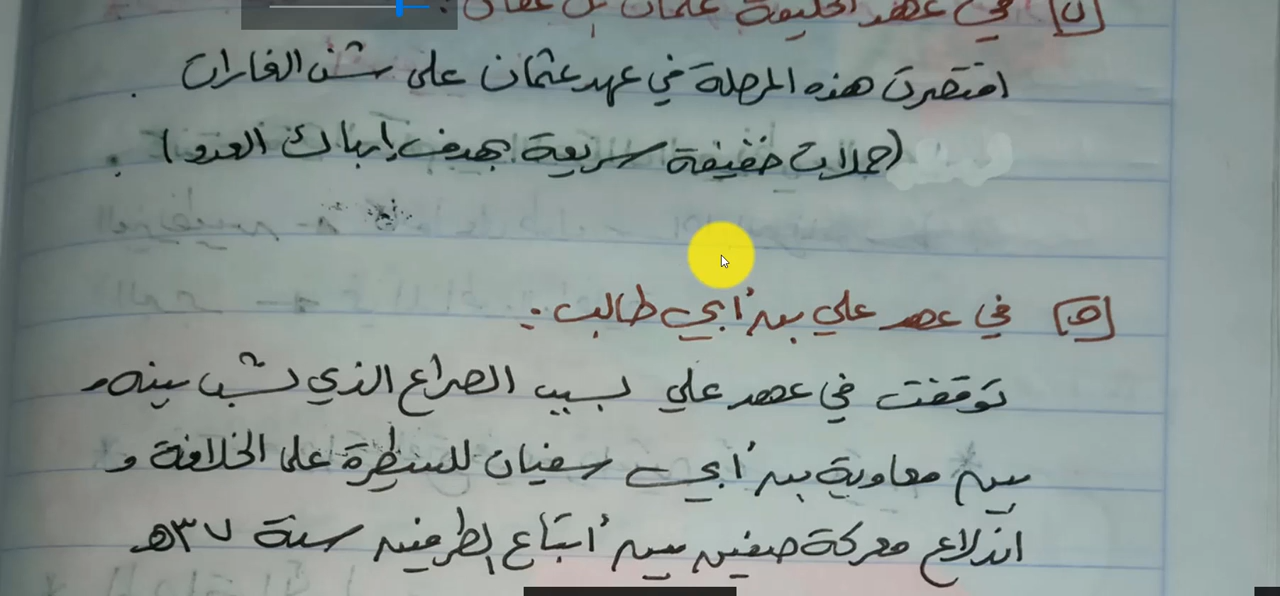 [ن] في عهد الخليفة عثمان بن عفان :
اقتصرت هذه المرحلة في عهد عثمان على شن الغارات .
(حملات خفيفة سريعة بهدف إرباك العدو) .
[هـ] في عهد علي بن أبي طالب :
توقفت في عهد علي بسبب الصراع الذي نشب بينه و
بين معاوية بن أبي سفيان للسيطرة على الخلافة و
اندلاع معركة صفين بين أتباع الطرفين سنة ٣٧هـ